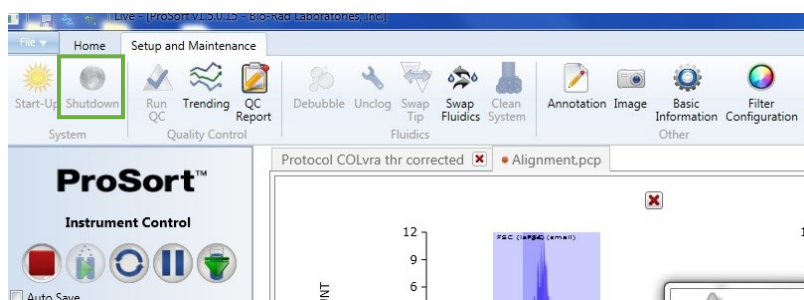 Live - [ProSort v1.5.0.15 - Bio-Rad Laboratories, Inc.]
File Home Setup and Maintenance
Start-Up Shutdown Run QC Trending QC Report Debubble Unclog Swap Tip Swap Fluidics Clean System Annotation Image Basic Information Filter Configuration
System Quality Control Fluidics Other
Protocol COLvra thr corrected Alignment.pcp
ProSort™
Instrument Control
12
9
6
Auto Save